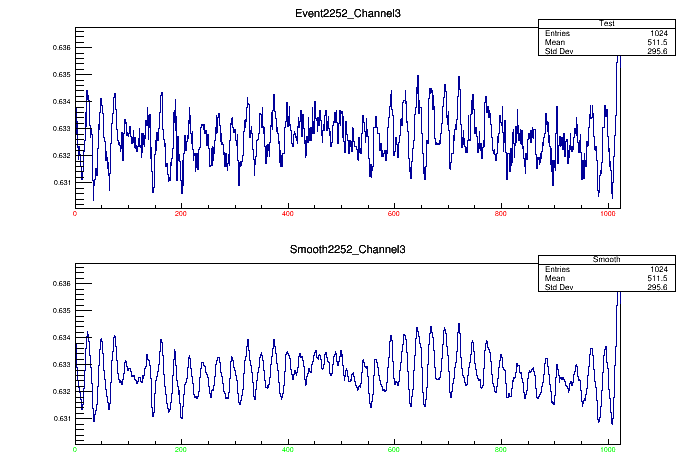 Event2252_Channel3
Test
Entries 1024
Mean 511.5
Std Dev 295.6
0.636
0.635
0.634
0.633
0.632
0.631
0 200 400 600 800 1000
Smooth2252_Channel3
Smooth
Entries 1024
Mean 511.5
Std Dev 295.6
0.636
0.635
0.634
0.633
0.632
0.631
0 200 400 600 800 1000